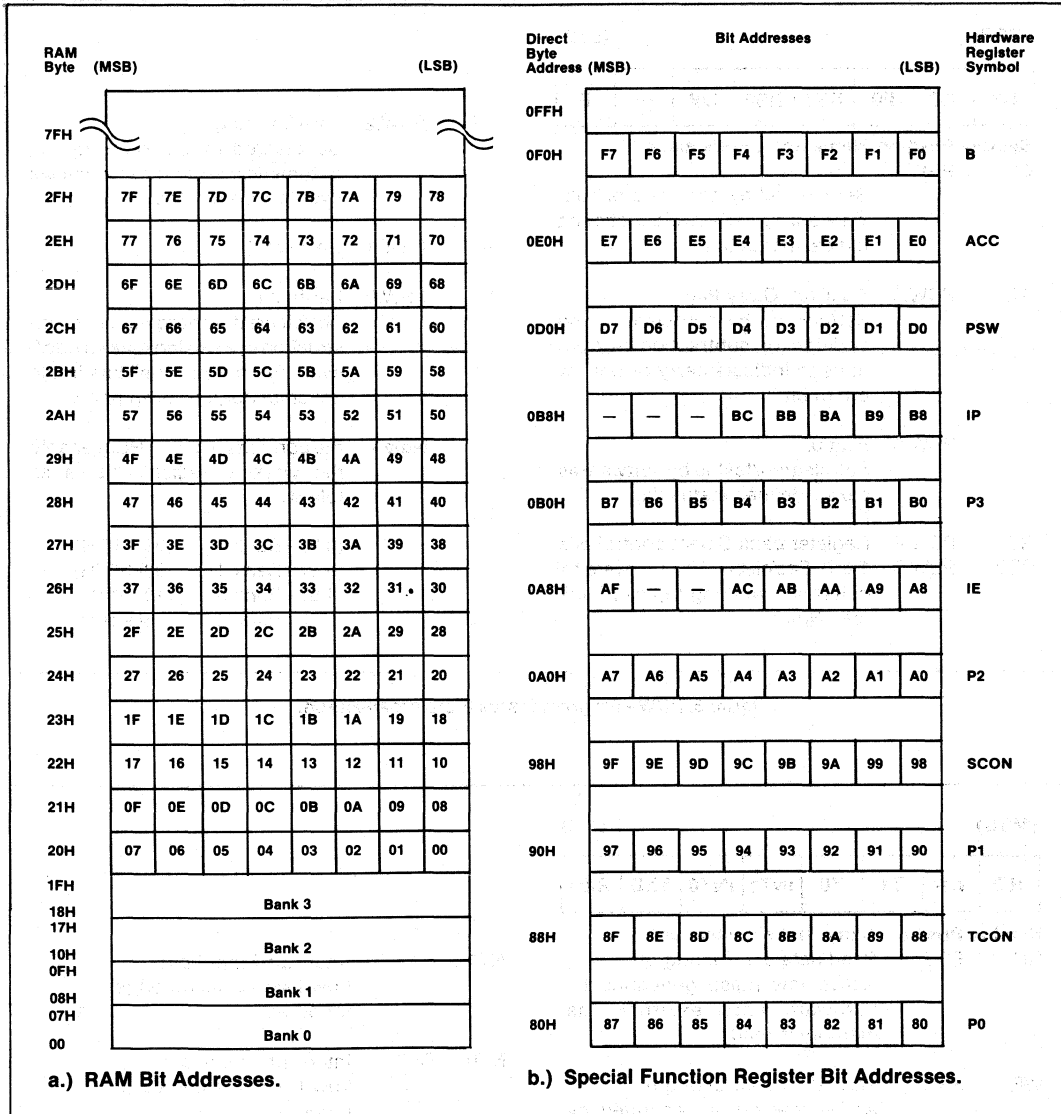 RAM
Byte (MSB) (LSB)
7FH
2FH 7F 7E 7D 7C 7B 7A 79 78
2EH 77 76 75 74 73 72 71 70
2DH 6F 6E 6D 6C 6B 6A 69 68
2CH 67 66 65 64 63 62 61 60
2BH 5F 5E 5D 5C 5B 5A 59 58
2AH 57 56 55 54 53 52 51 50
29H 4F 4E 4D 4C 4B 4A 49 48
28H 47 46 45 44 43 42 41 40
27H 3F 3E 3D 3C 3B 3A 39 38
26H 37 36 35 34 33 32 31 30
25H 2F 2E 2D 2C 2B 2A 29 28
24H 27 26 25 24 23 22 21 20
23H 1F 1E 1D 1C 1B 1A 19 18
22H 17 16 15 14 13 12 11 10
21H 0F 0E 0D 0C 0B 0A 09 08
20H 07 06 05 04 03 02 01 00
1FH
Bank 3
18H
17H
Bank 2
10H
0FH
Bank 1
08H
07H
Bank 0
00
a.) RAM Bit Addresses.
Direct Bit Addresses Hardware
Byte Register
Address (MSB) (LSB) Symbol
0FFH
0F0H F7 F6 F5 F4 F3 F2 F1 F0 B
0E0H E7 E6 E5 E4 E3 E2 E1 E0 ACC
0D0H D7 D6 D5 D4 D3 D2 D1 D0 PSW
0B8H — — — BC BB BA B9 B8 IP
0B0H B7 B6 B5 B4 B3 B2 B1 B0 P3
0A8H AF — — AC AB AA A9 A8 IE
0A0H A7 A6 A5 A4 A3 A2 A1 A0 P2
98H 9F 9E 9D 9C 9B 9A 99 98 SCON
90H 97 96 95 94 93 92 91 90 P1
88H 8F 8E 8D 8C 8B 8A 89 88 TCON
80H 87 86 85 84 83 82 81 80 P0
b.) Special Function Register Bit Addresses.